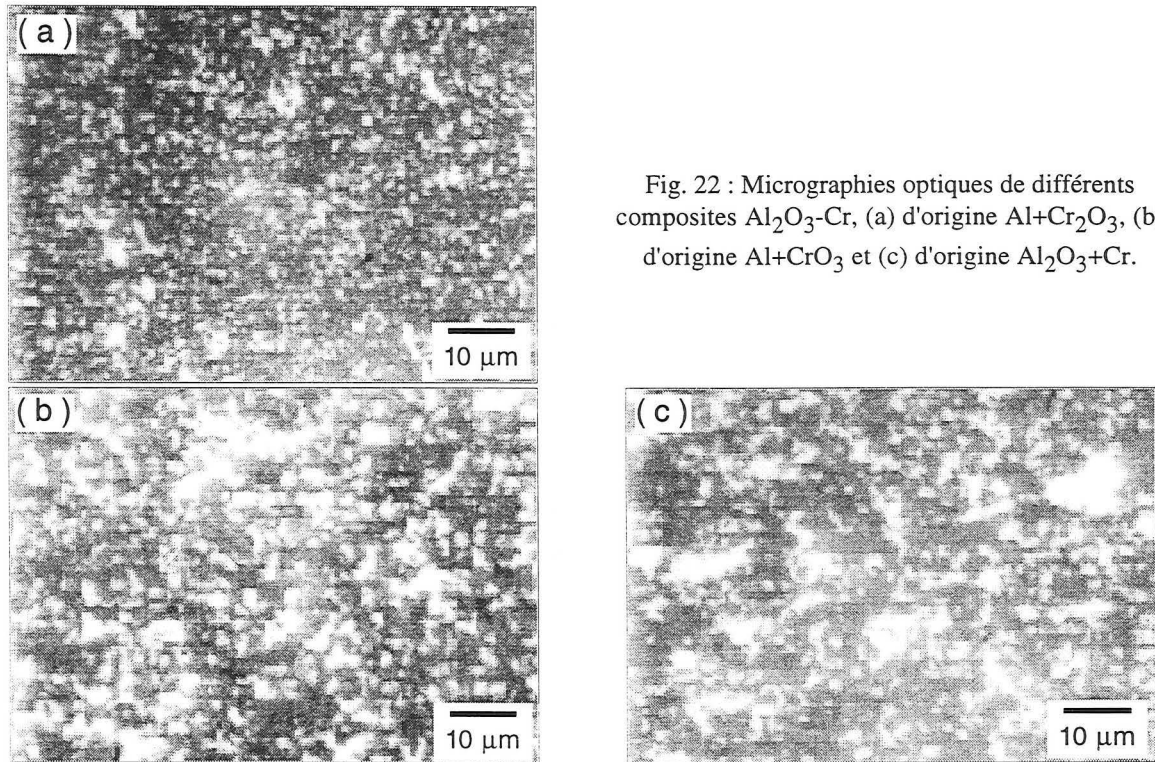 (a)
10 µm
Fig. 22 : Micrographies optiques de différents
composites Al₂O₃-Cr, (a) d'origine Al+Cr₂O₃, (b
d'origine Al+CrO₃ et (c) d'origine Al₂O₃+Cr.
(b)
10 µm
(c)
10 µm